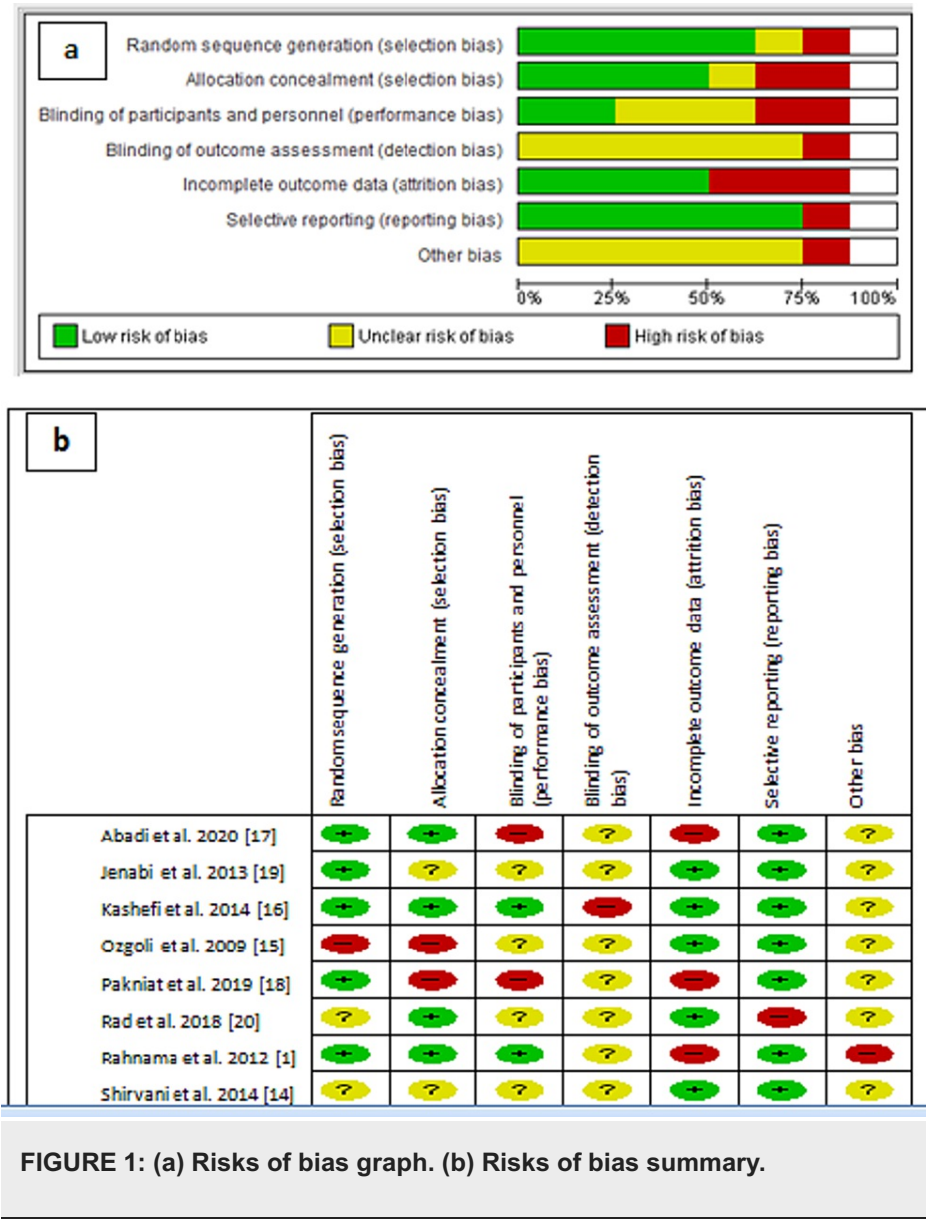 a
Random sequence generation (selection bias)
Allocation concealment (selection bias)
Blinding of participants and personnel (performance bias)
Blinding of outcome assessment (detection bias)
Incomplete outcome data (attrition bias)
Selective reporting (reporting bias)
Other bias
0% 25% 50% 75% 100%
Low risk of bias Unclear risk of bias High risk of bias
b
Random sequence generation (selection bias)
Allocation concealment (selection bias)
Blinding of participants and personnel
(performance bias)
Blinding of outcome assessment (detection
bias)
Incomplete outcome data (attrition bias)
Selective reporting (reporting bias)
Other bias
Abadi et al. 2020 [17] + + - ? - + ?
Jenabi et al. 2013 [19] + ? ? ? + + ?
Kashefi et al. 2014 [16] + + + - + + ?
Ozgoli et al. 2009 [15] - - ? ? + + ?
Pakniat et al. 2019 [18] + - - ? - + ?
Rad et al. 2018 [20] ? + ? ? + - ?
Rahnama et al. 2012 [1] + + + ? - + -
Shirvani et al. 2014 [14] ? ? ? ? + + ?
FIGURE 1: (a) Risks of bias graph. (b) Risks of bias summary.